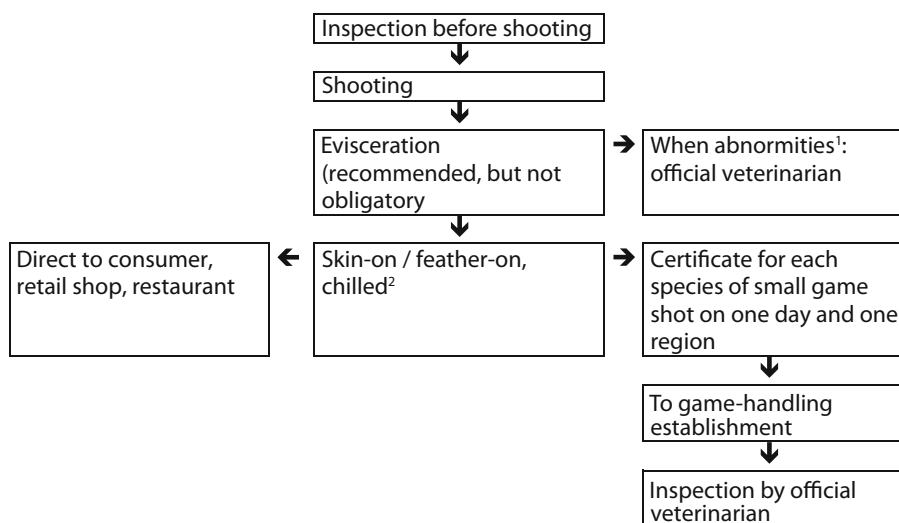 Inspection before shooting
Shooting
Evisceration
(recommended, but not
obligatory
When abnormities¹:
official veterinarian
Direct to consumer,
retail shop, restaurant
Skin-on / feather-on,
chilled²
Certificate for each
species of small game
shot on one day and one
region
To game-handling
establishment
Inspection by official
veterinarian